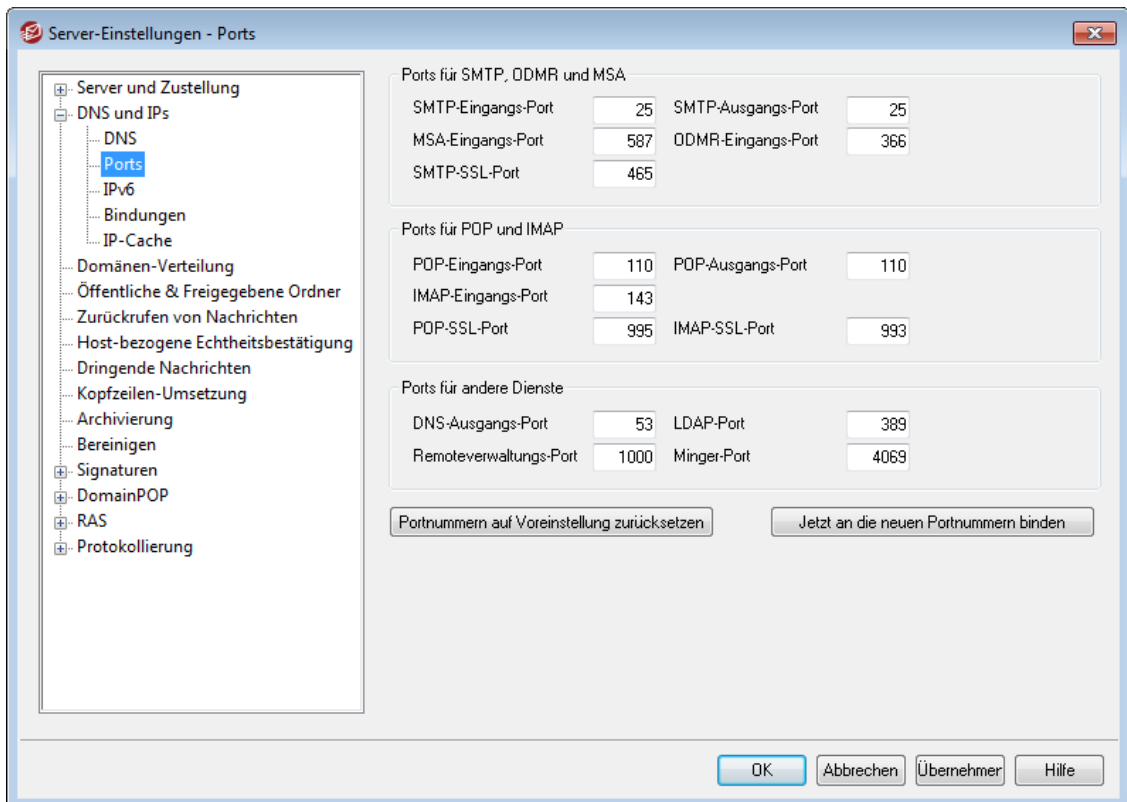 Server-Einstellungen - Ports
Server und Zustellung
DNS und IPs
DNS
Ports
IPv6
Bindungen
IP-Cache
Domänen-Verteilung
Öffentliche & Freigegebene Ordner
Zurückrufen von Nachrichten
Host-bezogene Echtheitsbestätigung
Dringende Nachrichten
Kopfzeilen-Umsetzung
Archivierung
Bereinigen
Signaturen
DomainPOP
RAS
Protokollierung
Ports für SMTP, ODMR und MSA
SMTP-Eingangs-Port 25 SMTP-Ausgangs-Port 25
MSA-Eingangs-Port 587 ODMR-Eingangs-Port 366
SMTP-SSL-Port 465
Ports für POP und IMAP
POP-Eingangs-Port 110 POP-Ausgangs-Port 110
IMAP-Eingangs-Port 143
POP-SSL-Port 995 IMAP-SSL-Port 993
Ports für andere Dienste
DNS-Ausgangs-Port 53 LDAP-Port 389
Remoteverwaltungs-Port 1000 Minger-Port 4069
Portnummern auf Voreinstellung zurücksetzen Jetzt an die neuen Portnummern binden
OK Abbrechen Übernehmer Hilfe